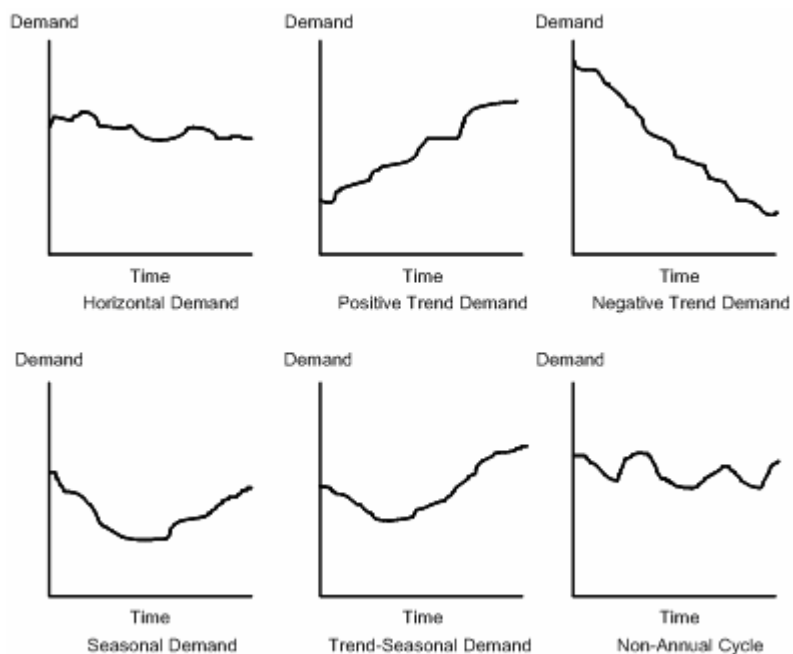 Demand
Demand
Demand
Time
Time
Time
Horizontal Demand
Positive Trend Demand
Negative Trend Demand
Demand
Demand
Demand
Time
Time
Time
Seasonal Demand
Trend-Seasonal Demand
Non-Annual Cycle